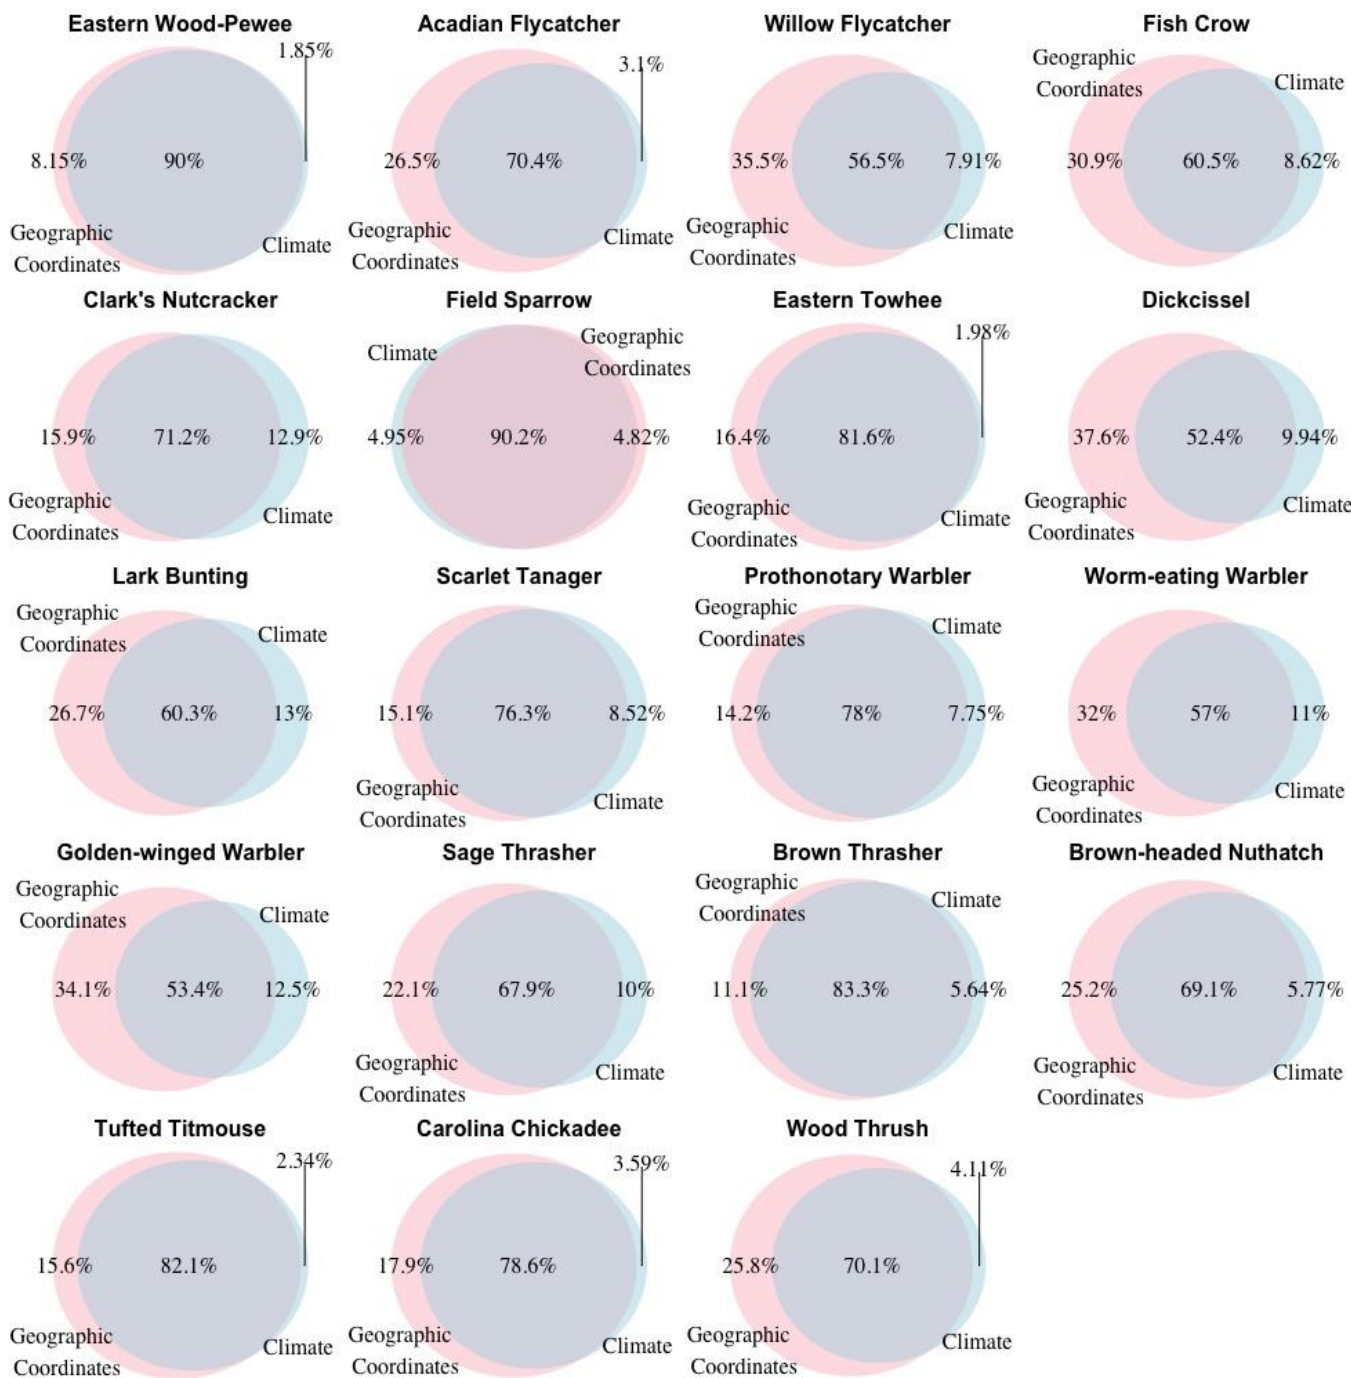 Eastern Wood-Pewee
1.85%
8.15%
90%
Geographic
Coordinates
Climate
Acadian Flycatcher
3.1%
26.5%
70.4%
Geographic
Coordinates
Climate
Willow Flycatcher
35.5%
56.5%
7.91%
Geographic
Coordinates
Climate
Fish Crow
Geographic
Coordinates
Climate
30.9%
60.5%
8.62%
Clark's Nutcracker
15.9%
71.2%
12.9%
Geographic
Coordinates
Climate
Field Sparrow
Climate
Geographic
Coordinates
4.95%
90.2%
4.82%
Eastern Towhee
1.98%
16.4%
81.6%
Geographic
Coordinates
Climate
Dickcissel
37.6%
52.4%
9.94%
Geographic
Coordinates
Climate
Lark Bunting
Geographic
Coordinates
Climate
26.7%
60.3%
13%
Scarlet Tanager
15.1%
76.3%
8.52%
Geographic
Coordinates
Climate
Prothonotary Warbler
Geographic
Coordinates
Climate
14.2%
78%
7.75%
Worm-eating Warbler
32%
57%
11%
Geographic
Coordinates
Climate
Golden-winged Warbler
Geographic
Coordinates
Climate
34.1%
53.4%
12.5%
Sage Thrasher
22.1%
67.9%
10%
Geographic
Coordinates
Climate
Brown Thrasher
Geographic
Coordinates
Climate
11.1%
83.3%
5.64%
Brown-headed Nuthatch
25.2%
69.1%
5.77%
Geographic
Coordinates
Climate
Tufted Titmouse
2.34%
15.6%
82.1%
Geographic
Coordinates
Climate
Carolina Chickadee
3.59%
17.9%
78.6%
Geographic
Coordinates
Climate
Wood Thrush
4.11%
25.8%
70.1%
Geographic
Coordinates
Climate